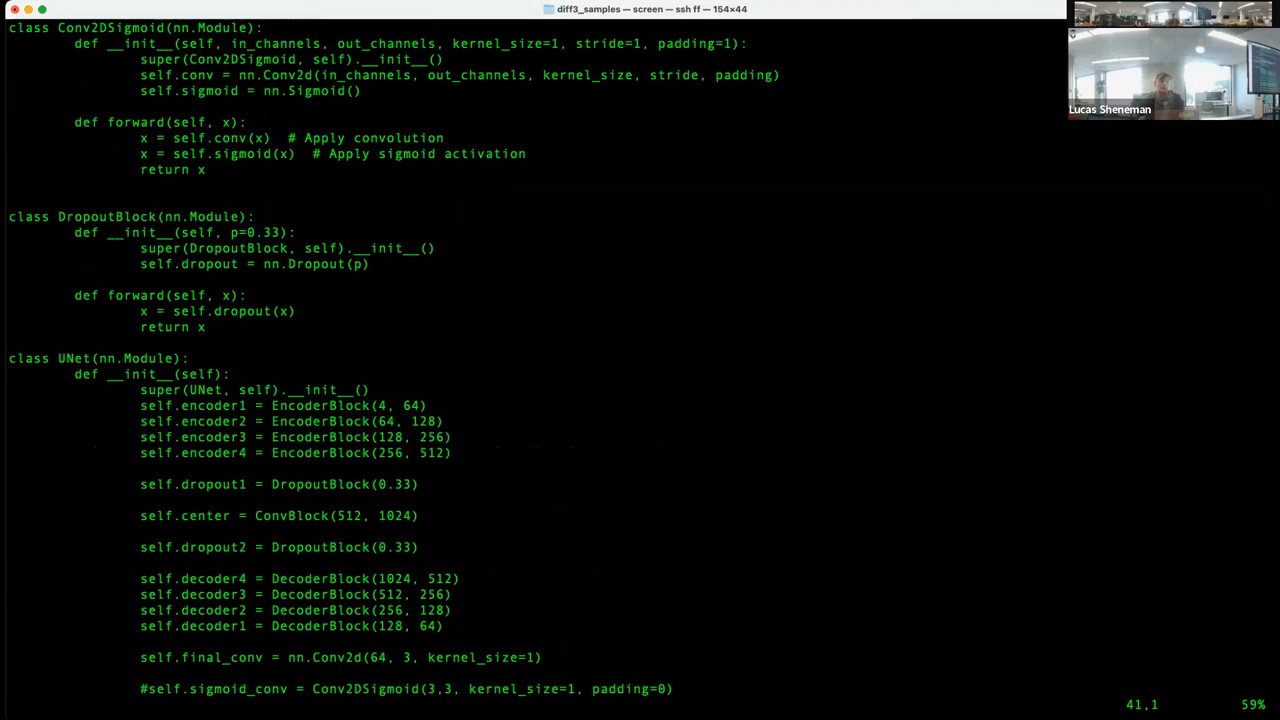 diff3_samples — screen — ssh ff — 154×44
class Conv2DSigmoid(nn.Module):
        def __init__(self, in_channels, out_channels, kernel_size=1, stride=1, padding=1):
                super(Conv2DSigmoid, self).__init__()
                self.conv = nn.Conv2d(in_channels, out_channels, kernel_size, stride, padding)
                self.sigmoid = nn.Sigmoid()
        def forward(self, x):
                x = self.conv(x)  # Apply convolution
                x = self.sigmoid(x)  # Apply sigmoid activation
                return x
class DropoutBlock(nn.Module):
        def __init__(self, p=0.33):
                super(DropoutBlock, self).__init__()
                self.dropout = nn.Dropout(p)
        def forward(self, x):
                x = self.dropout(x)
                return x
class UNet(nn.Module):
        def __init__(self):
                super(UNet, self).__init__()
                self.encoder1 = EncoderBlock(4, 64)
                self.encoder2 = EncoderBlock(64, 128)
                self.encoder3 = EncoderBlock(128, 256)
                self.encoder4 = EncoderBlock(256, 512)
                self.dropout1 = DropoutBlock(0.33)
                self.center = ConvBlock(512, 1024)
                self.dropout2 = DropoutBlock(0.33)
                self.decoder4 = DecoderBlock(1024, 512)
                self.decoder3 = DecoderBlock(512, 256)
                self.decoder2 = DecoderBlock(256, 128)
                self.decoder1 = DecoderBlock(128, 64)
                self.final_conv = nn.Conv2d(64, 3, kernel_size=1)
                #self.sigmoid_conv = Conv2DSigmoid(3,3, kernel_size=1, padding=0)
41,1 59%
Lucas Sheneman